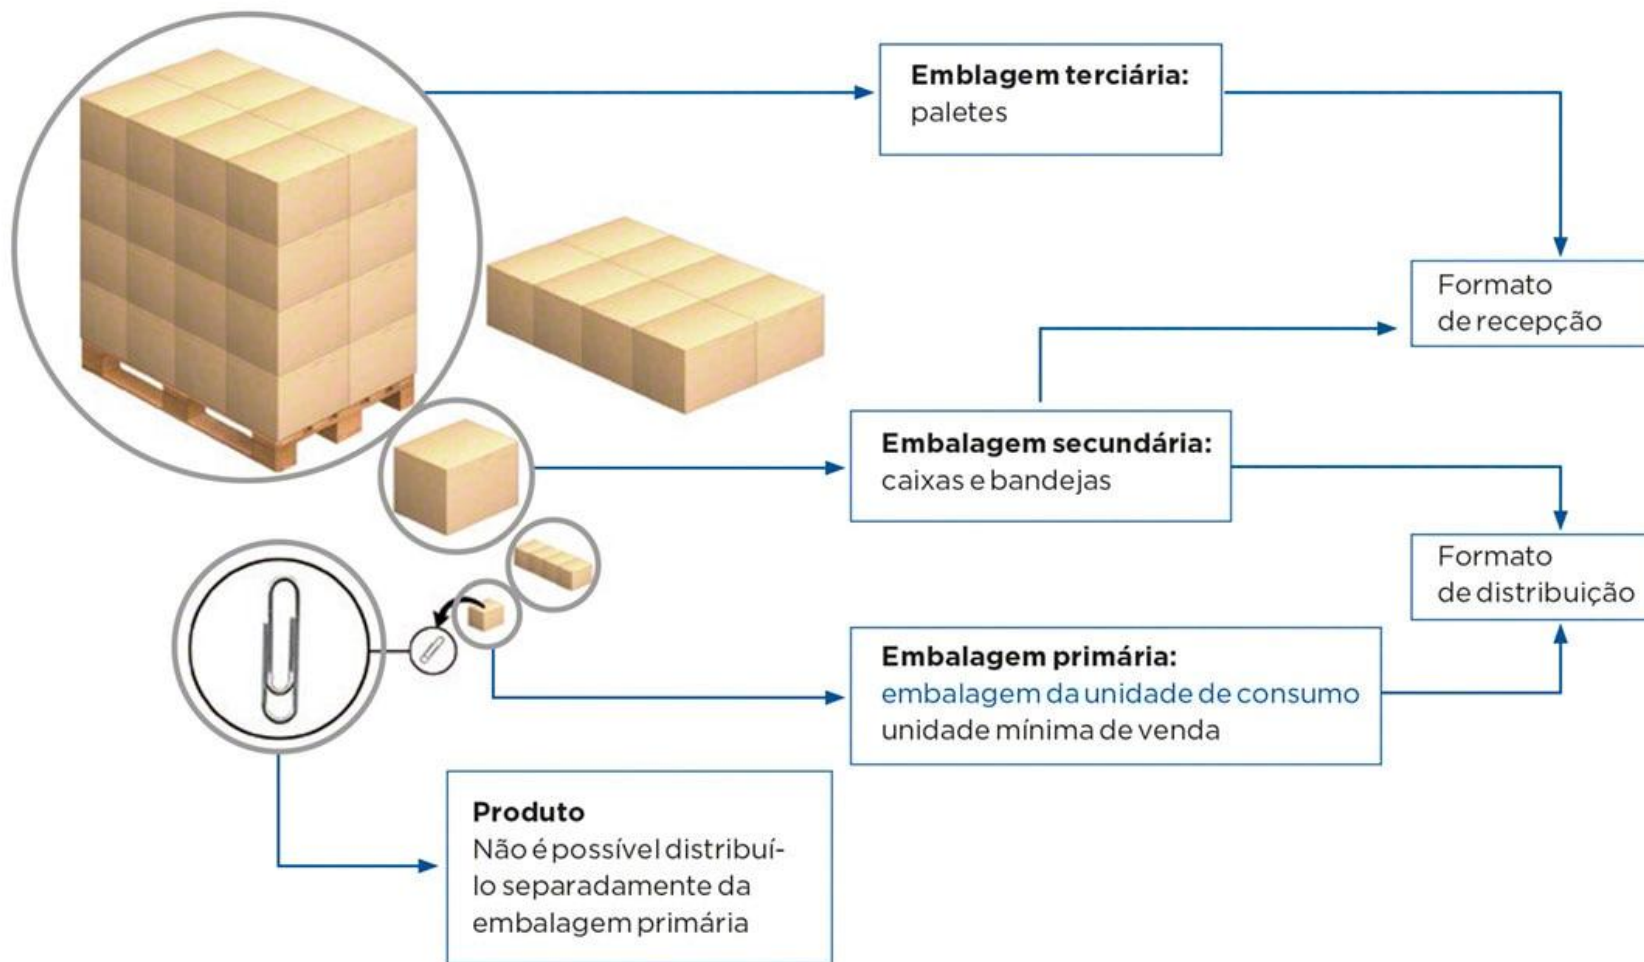 Emblagem terciária:
paletes
Formato
de recepção
Embalagem secundária:
caixas e bandejas
Formato
de distribuição
Embalagem primária:
embalagem da unidade de consumo
unidade mínima de venda
Produto
Não é possível distribuí-
lo separadamente da
embalagem primária